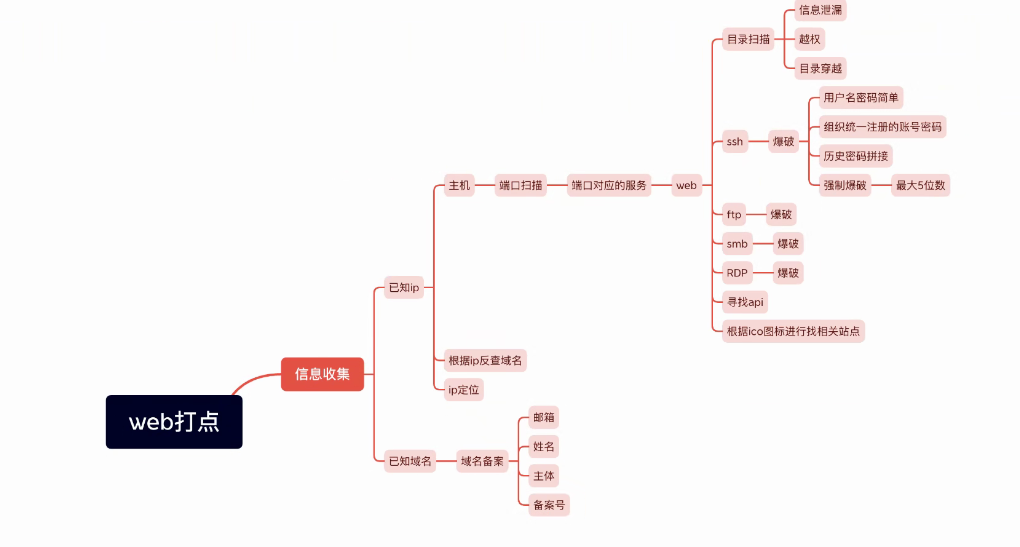 web打点
信息收集
已知ip
主机
端口扫描
端口对应的服务
web
目录扫描
信息泄漏
越权
目录穿越
ssh
爆破
用户名密码简单
组织统一注册的账号密码
历史密码拼接
强制爆破
最大5位数
ftp
爆破
smb
爆破
RDP
爆破
寻找api
根据ico图标进行找相关站点
根据ip反查域名
ip定位
已知域名
域名备案
邮箱
姓名
主体
备案号